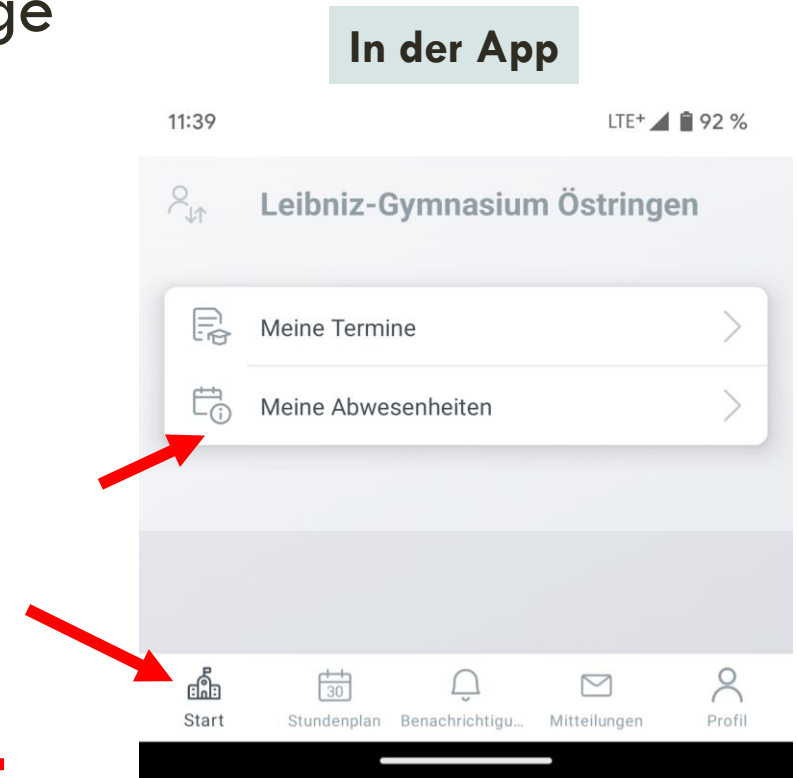 ge
In der App
11:39 LTE+ 92 %
Leibniz-Gymnasium Östringen
Meine Termine
Meine Abwesenheiten
30
Start Stundenplan Benachrichtigu... Mitteilungen Profil